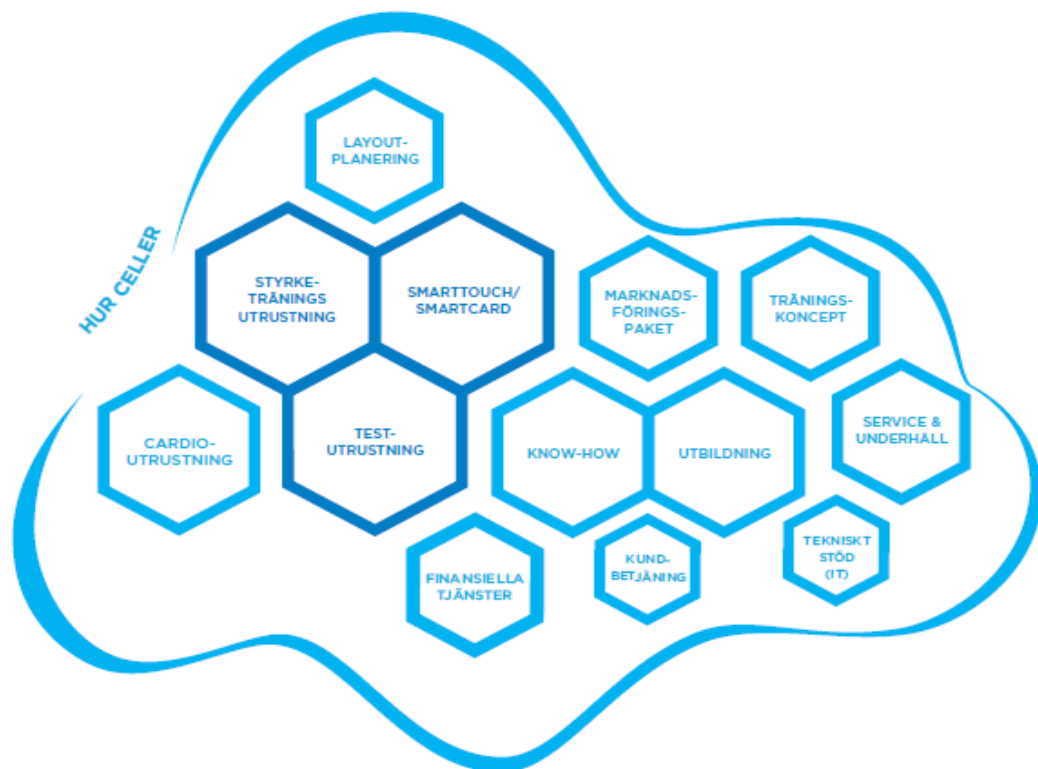 HUR CELLER
LAYOUT-
PLANERING
STYRKE-
TRÄNINGS
UTRUSTNING
SMARTTOUCH/
SMARTCARD
MARKNADS-
FÖRINGS-
PAKET
TRÄNINGS-
KONCEPT
CARDIO-
UTRUSTNING
TEST-
UTRUSTNING
KNOW-HOW
UTBILDNING
SERVICE &
UNDERHÅLL
FINANSIELLA
TJÄNSTER
KUND-
BETJÄNING
TEKNISKT
STÖD
(IT)